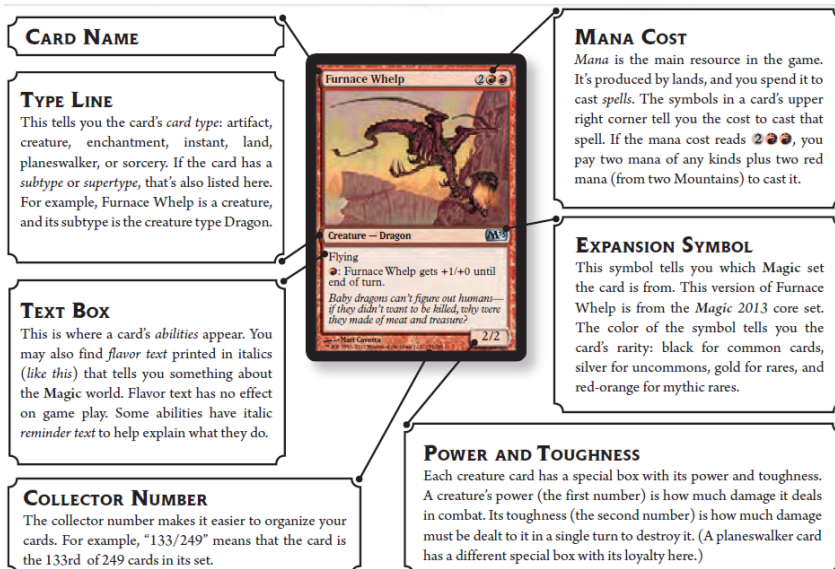 CARD NAME
TYPE LINE
This tells you the card's card type: artifact,
creature, enchantment, instant, land,
planeswalker, or sorcery. If the card has a
subtype or supertype, that's also listed here.
For example, Furnace Whelp is a creature,
and its subtype is the creature type Dragon.
TEXT BOX
This is where a card's abilities appear. You
may also find flavor text printed in italics
(like this) that tells you something about
the Magic world. Flavor text has no effect
on game play. Some abilities have italic
reminder text to help explain what they do.
COLLECTOR NUMBER
The collector number makes it easier to organize your
cards. For example, "133/249" means that the card is
the 133rd of 249 cards in its set.
Furnace Whelp 2
Creature — Dragon
M13
Flying
: Furnace Whelp gets +1/+0 until
end of turn.
Baby dragons can't figure out humans—
if they didn't want to be killed, why were
they made of meat and treasure?
2/2
Matt Cavotta
MANA COST
Mana is the main resource in the game.
It's produced by lands, and you spend it to
cast spells. The symbols in a card's upper
right corner tell you the cost to cast that
spell. If the mana cost reads 2, you
pay two mana of any kinds plus two red
mana (from two Mountains) to cast it.
EXPANSION SYMBOL
This symbol tells you which Magic set
the card is from. This version of Furnace
Whelp is from the Magic 2013 core set.
The color of the symbol tells you the
card's rarity: black for common cards,
silver for uncommons, gold for rares, and
red-orange for mythic rares.
POWER AND TOUGHNESS
Each creature card has a special box with its power and toughness.
A creature's power (the first number) is how much damage it deals
in combat. Its toughness (the second number) is how much damage
must be dealt to it in a single turn to destroy it. (A planeswalker card
has a different special box with its loyalty here.)